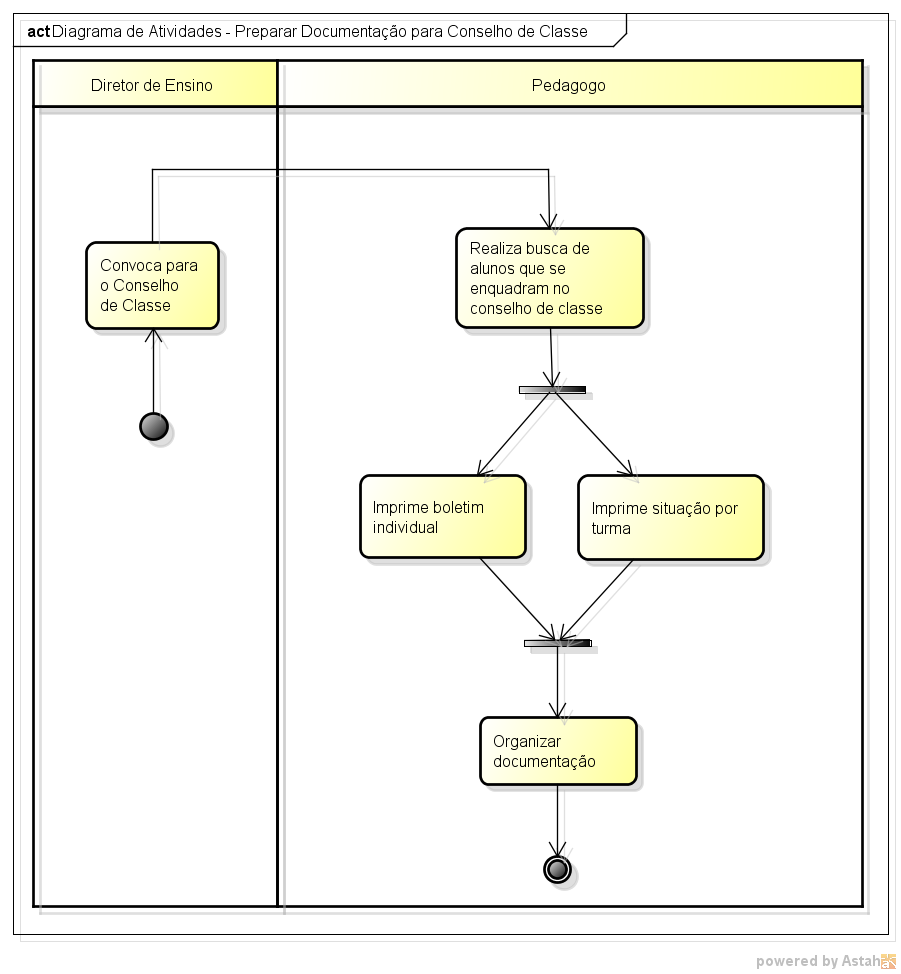 act Diagrama de Atividades - Preparar Documentação para Conselho de Classe
Diretor de Ensino
Pedagogo
Convoca para
o Conselho
de Classe
Realiza busca de
alunos que se
enquadram no
conselho de classe
Imprime boletim
individual
Imprime situação por
turma
Organizar
documentação
powered by Astah